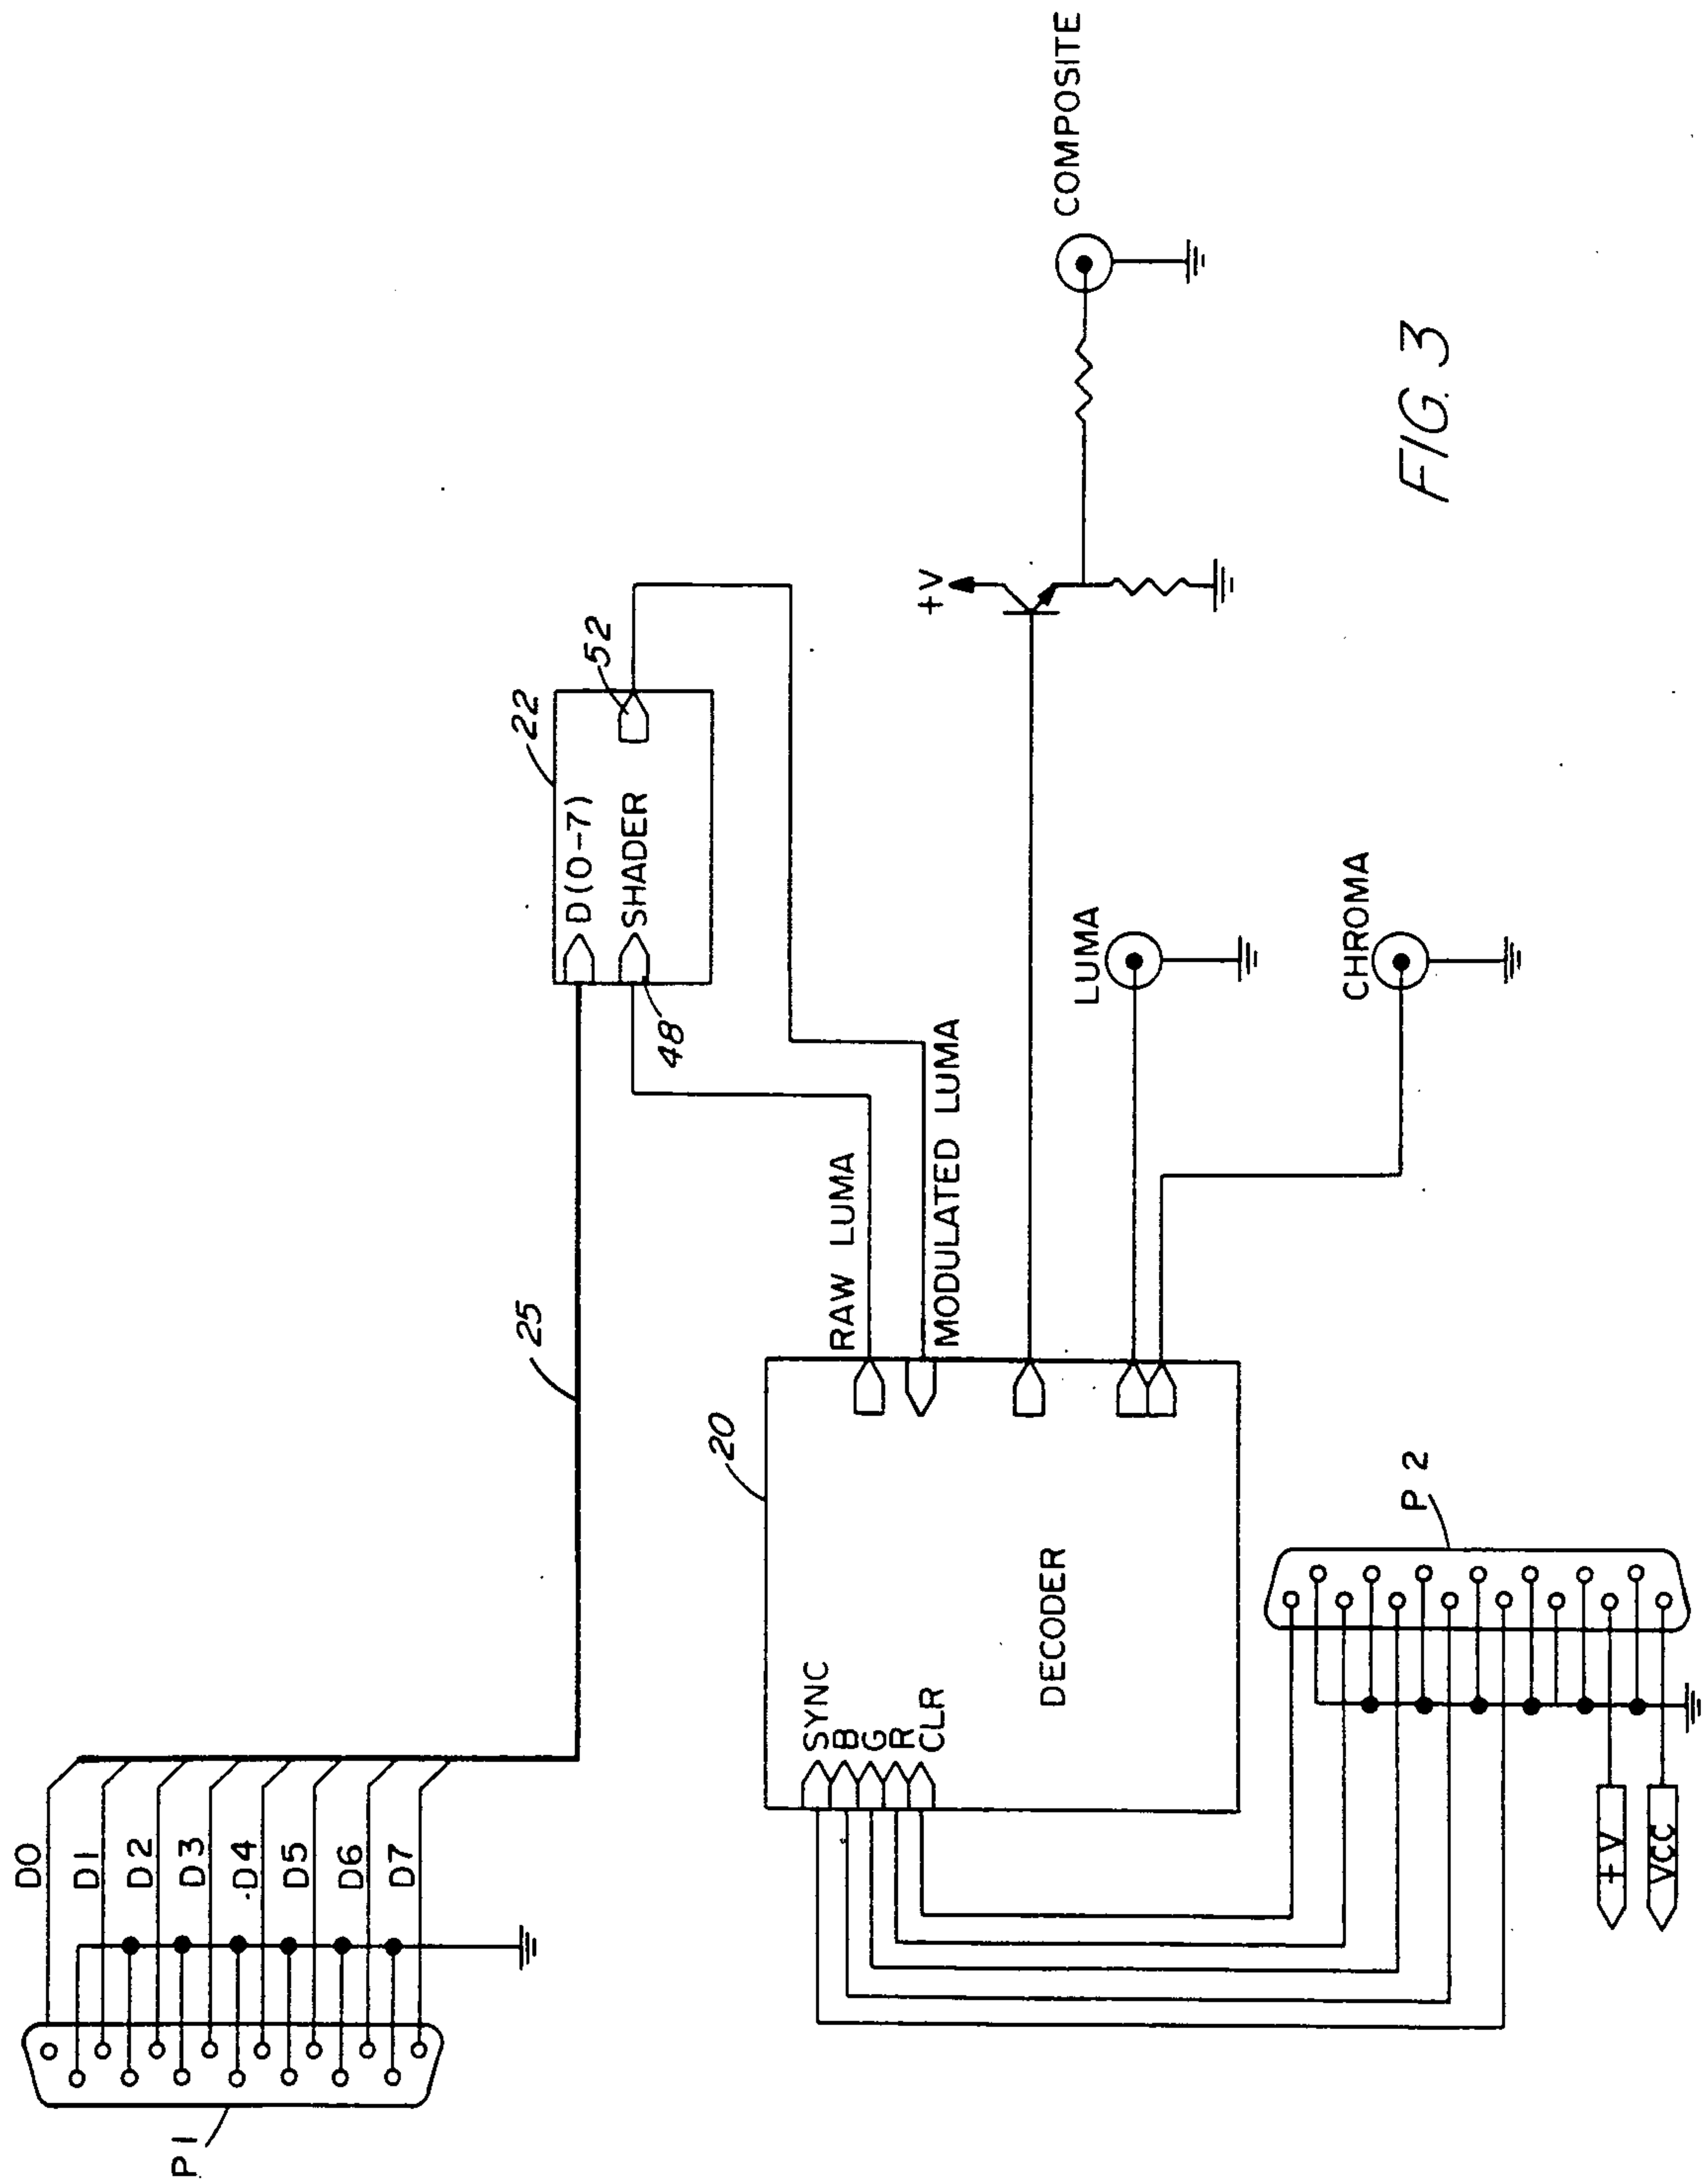 P1
D0
D1
D2
D3
D4
D5
D6
D7
25
22
D(0-7)
SHADER
48
52
20
SYNC
B
G
R
CLR
DECODER
RAW LUMA
MODULATED LUMA
+V
COMPOSITE
LUMA
CHROMA
P2
+V
VCC
FIG. 3